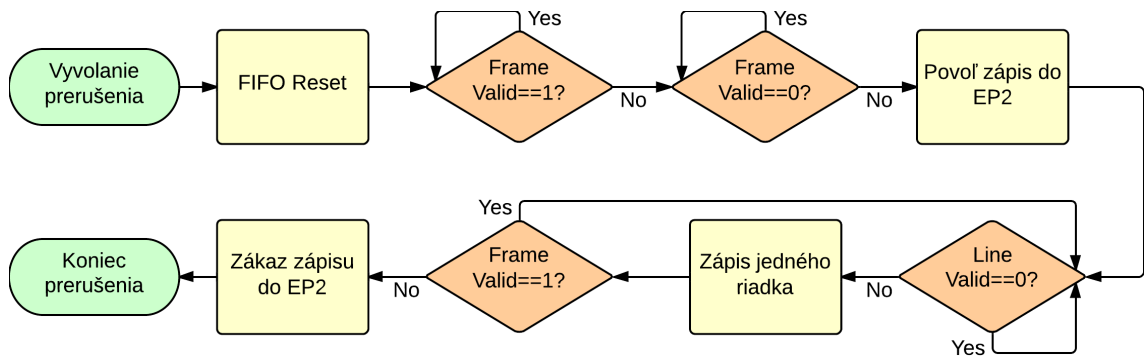 Vyvolanie
prerušenia
FIFO Reset
Yes
Frame
Valid==1?
No
Yes
Frame
Valid==0?
No
Povoľ zápis do
EP2
Line
Valid==0?
Yes
No
Zápis jedného
riadka
Yes
Frame
Valid==1?
No
Zákaz zápisu
do EP2
Koniec
prerušenia